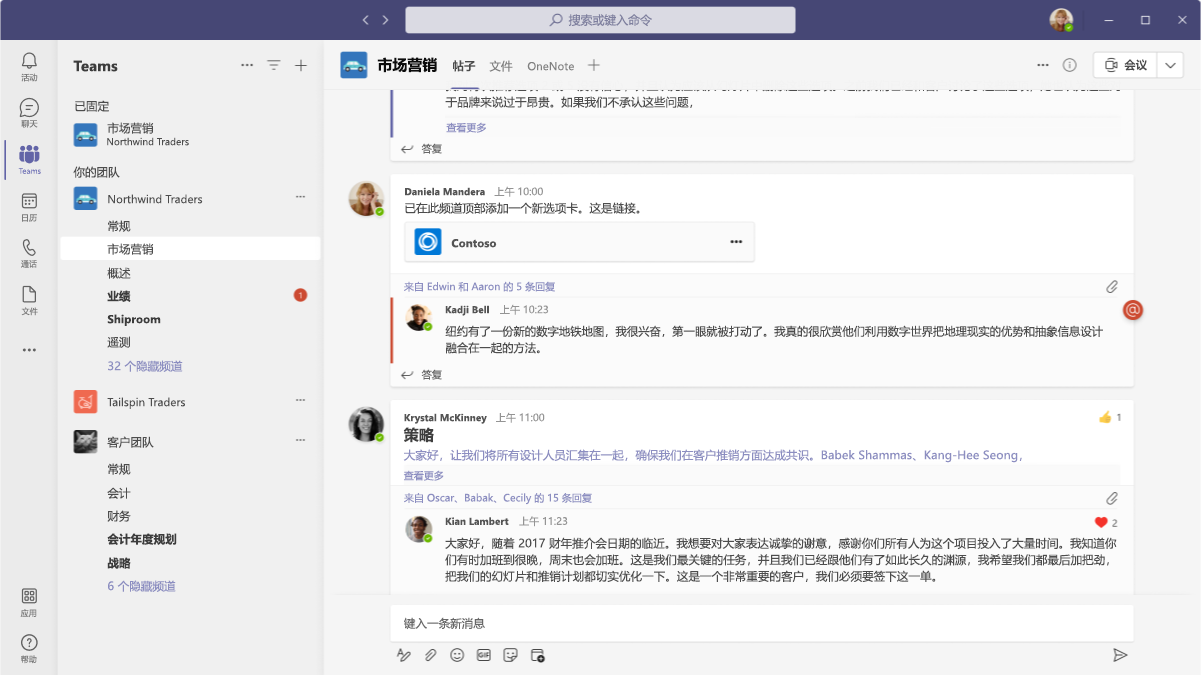 搜索或键入命令
活动
聊天
Teams
日历
通话
文件
应用
帮助
Teams
已固定
市场营销
Northwind Traders
你的团队
Northwind Traders
常规
市场营销
概述
业绩
1
Shiproom
遥测
32 个隐藏频道
Tailspin Traders
客户团队
常规
会计
财务
会计年度规划
战略
6 个隐藏频道
市场营销
帖子
文件
OneNote
会议
于品牌来说过于昂贵。如果我们不承认这些问题，
查看更多
答复
Daniela Mandera 上午 10:00
已在此频道顶部添加一个新选项卡。这是链接。
Contoso
来自 Edwin 和 Aaron 的 5 条回复
Kadji Bell 上午 10:23
@
纽约有了一份新的数字地铁地图，我很兴奋，第一眼就被打动了。我真的很欣赏他们利用数字世界把地理现实的优势和抽象信息设计
融合在一起的方法。
答复
Krystal McKinney 上午 11:00
1
策略
大家好，让我们将所有设计人员汇集在一起，确保我们在客户推销方面达成共识。Babek Shammas、Kang-Hee Seong，
查看更多
来自 Oscar、Babak、Cecily 的 15 条回复
Kian Lambert 上午 11:23
2
大家好，随着 2017 财年推介会日期的临近。我想要对大家表达诚挚的谢意，感谢你们所有人为这个项目投入了大量时间。我知道你
们有时加班到很晚，周末也会加班。这是我们最关键的任务，并且我们已经跟他们有了如此长久的渊源，我希望我们都最后加把劲，
把我们的幻灯片和推销计划都切实优化一下。这是一个非常重要的客户，我们必须要签下这一单。
键入一条新消息
GIF